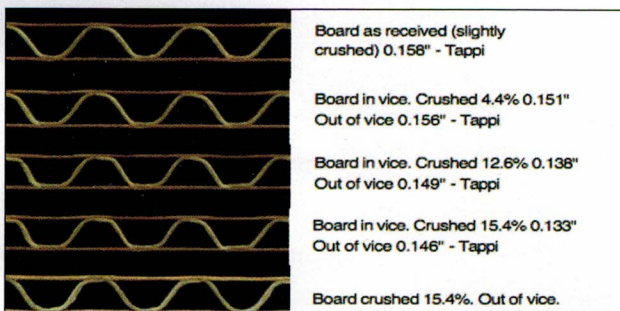 Board as received (slightly
crushed) 0.158" - Tappi
Board in vice. Crushed 4.4% 0.151"
Out of vice 0.156" - Tappi
Board in vice. Crushed 12.6% 0.138"
Out of vice 0.149" - Tappi
Board in vice. Crushed 15.4% 0.133"
Out of vice 0.146" - Tappi
Board crushed 15.4%. Out of vice.